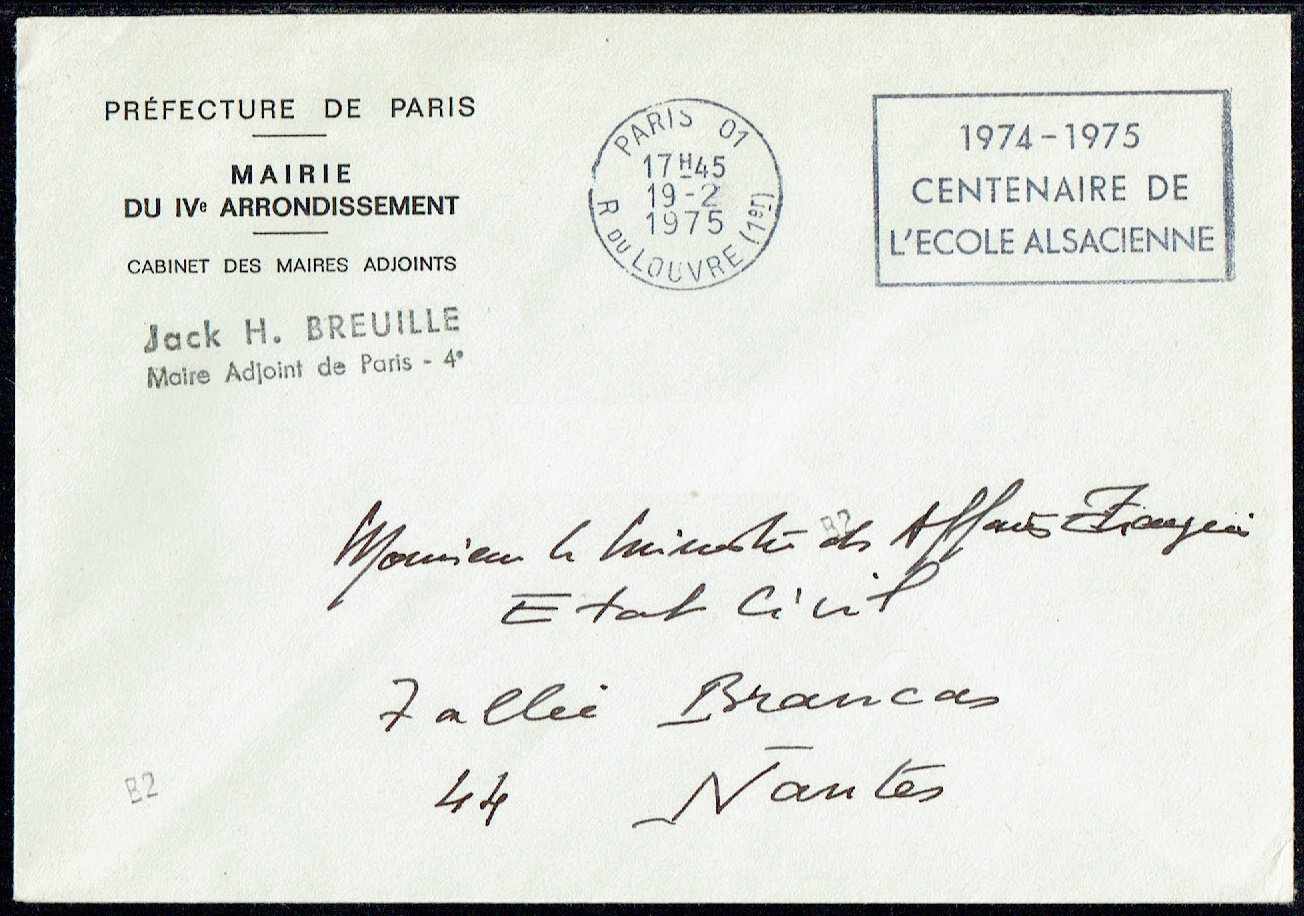 PRÉFECTURE DE PARIS
MAIRIE
DU IVe ARRONDISSEMENT
CABINET DES MAIRES ADJOINTS
Jack H. BREUILLE
Maire Adjoint de Paris - 4e
PARIS 01
17H45
19-2
1975
R DU LOUVRE (1er)
1974-1975
CENTENAIRE DE
L'ECOLE ALSACIENNE
Monsieur le Ministre des Affaires Etrangères
B2
Etat Civil
7 allée Brancas
44 Nantes
B2